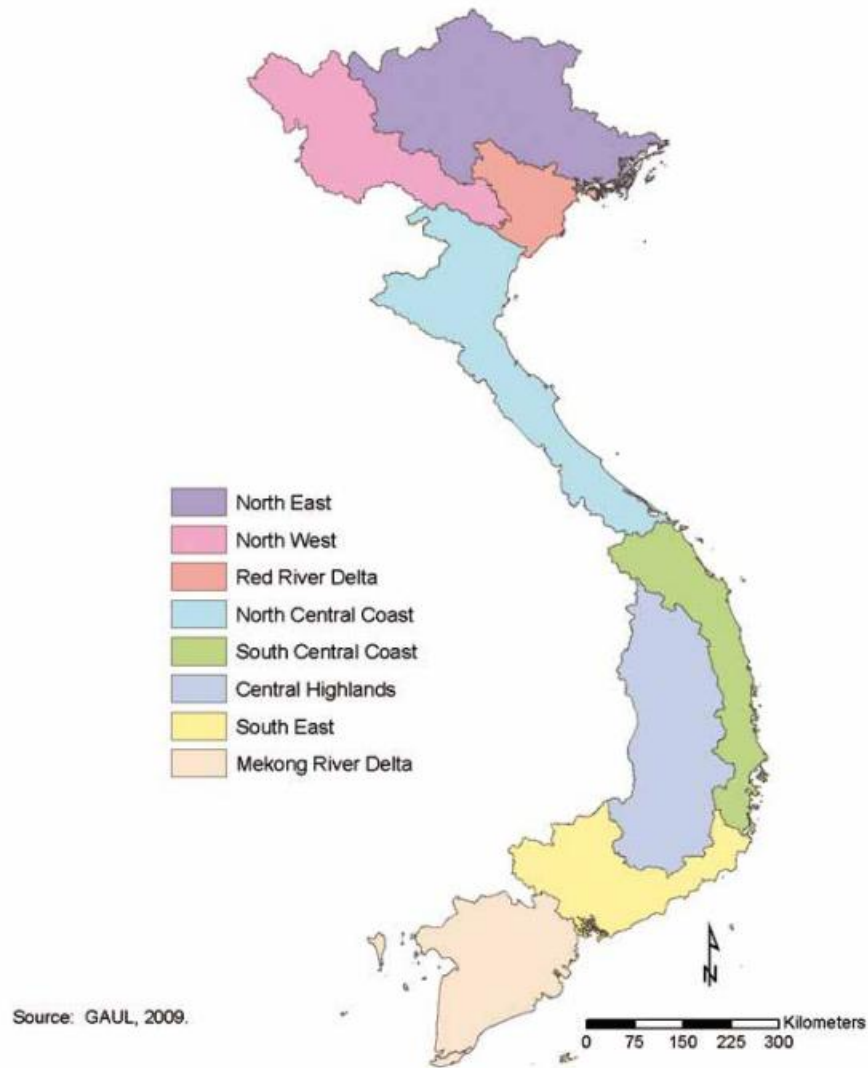 North East
North West
Red River Delta
North Central Coast
South Central Coast
Central Highlands
South East
Mekong River Delta
N
Source: GAUL, 2009.
Kilometers
0 75 150 225 300